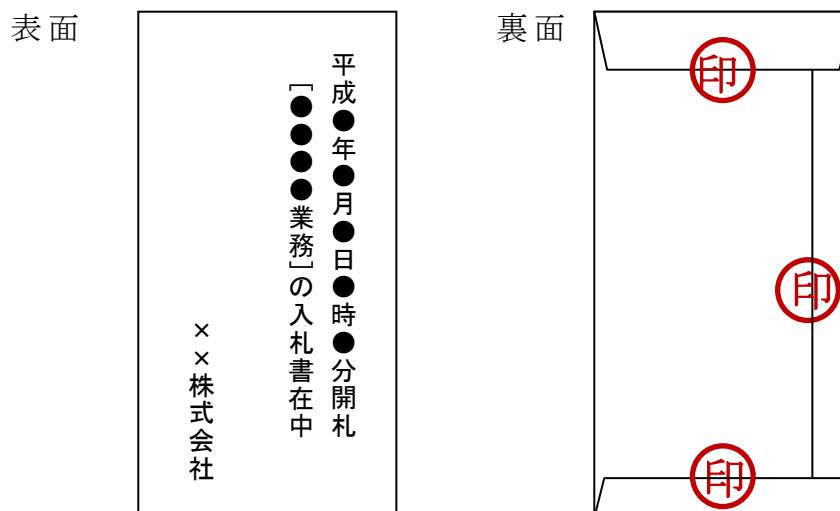 表面
平成●年●月●日●時●分開札
［●●●●業務］の入札書在中
××株式会社
裏面
印
印
印